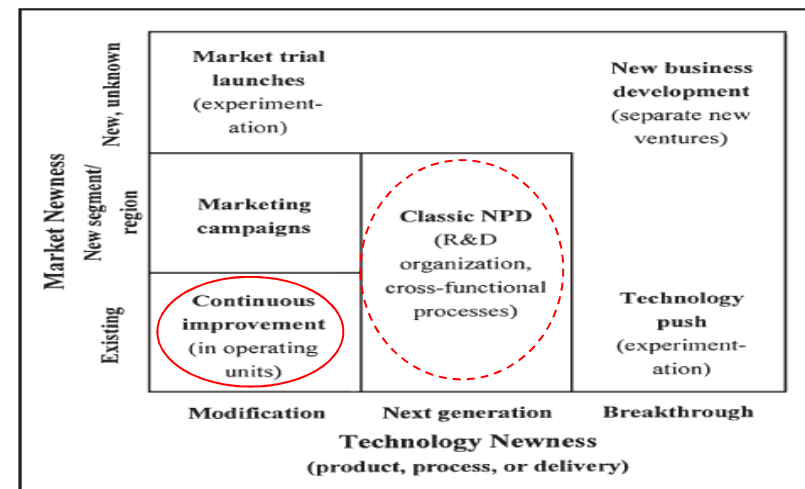 Market Newness
New, unknown
New segment/
region
Existing
Market trial
launches
(experiment-
ation)
New business
development
(separate new
ventures)
Marketing
campaigns
Classic NPD
(R&D
organization,
cross-functional
processes)
Continuous
improvement
(in operating
units)
Technology
push
(experiment-
ation)
Modification
Next generation
Breakthrough
Technology Newness
(product, process, or delivery)